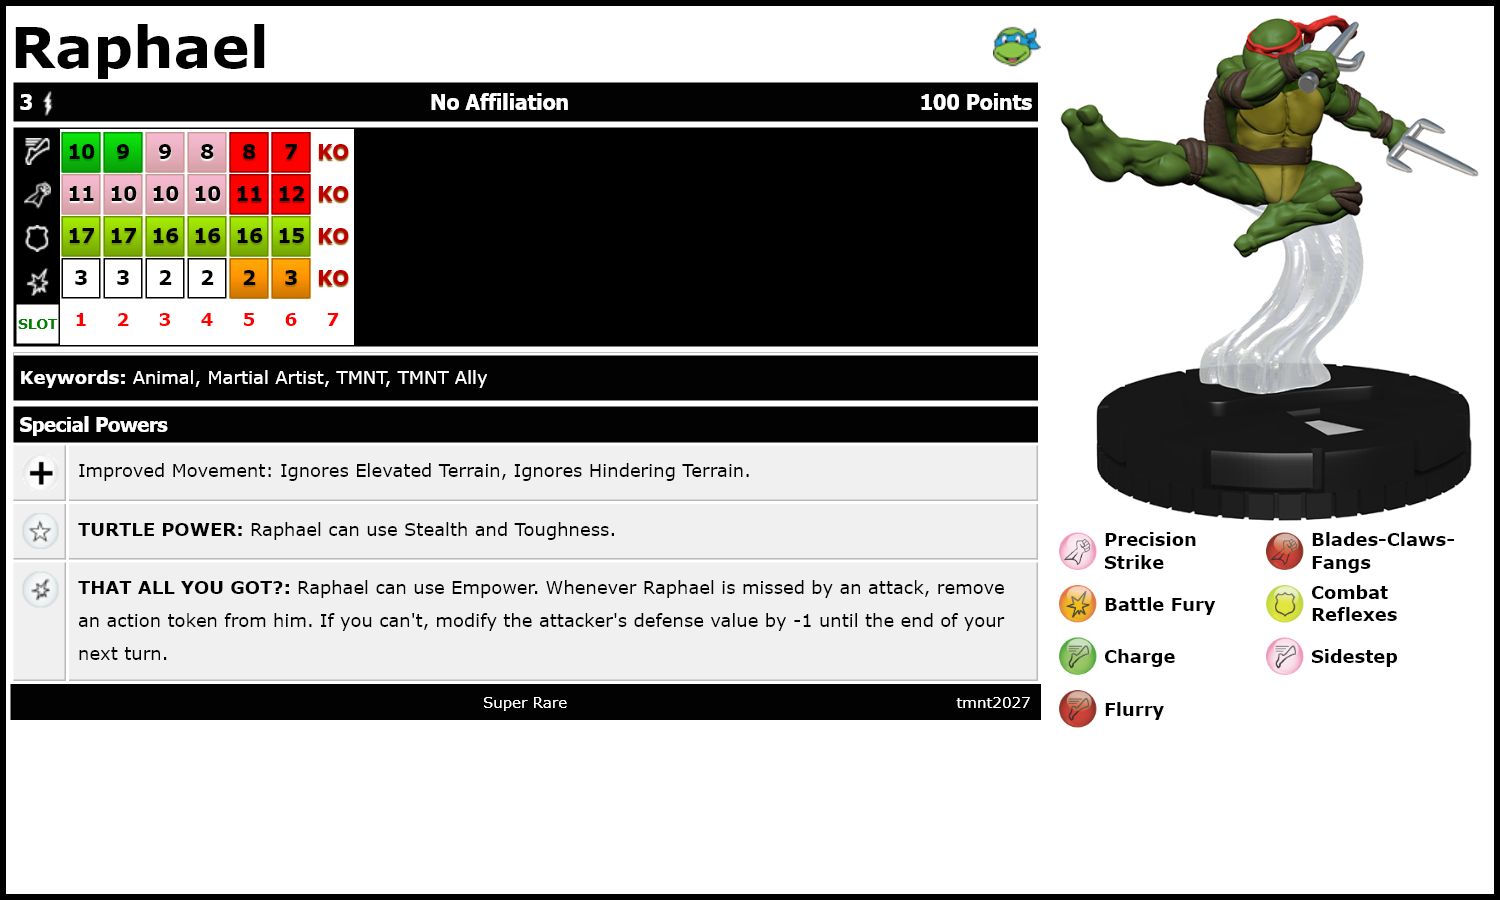 Raphael
3 No Affiliation 100 Points
10 9 9 8 8 7 KO
11 10 10 10 11 12 KO
17 17 16 16 16 15 KO
3 3 2 2 2 3 KO
SLOT 1 2 3 4 5 6 7
Keywords: Animal, Martial Artist, TMNT, TMNT Ally
Special Powers
Improved Movement: Ignores Elevated Terrain, Ignores Hindering Terrain.
TURTLE POWER: Raphael can use Stealth and Toughness.
THAT ALL YOU GOT?: Raphael can use Empower. Whenever Raphael is missed by an attack, remove
an action token from him. If you can't, modify the attacker's defense value by -1 until the end of your
next turn.
Super Rare tmnt2027
Precision
Strike
Blades-Claws-
Fangs
Battle Fury
Combat
Reflexes
Charge
Sidestep
Flurry